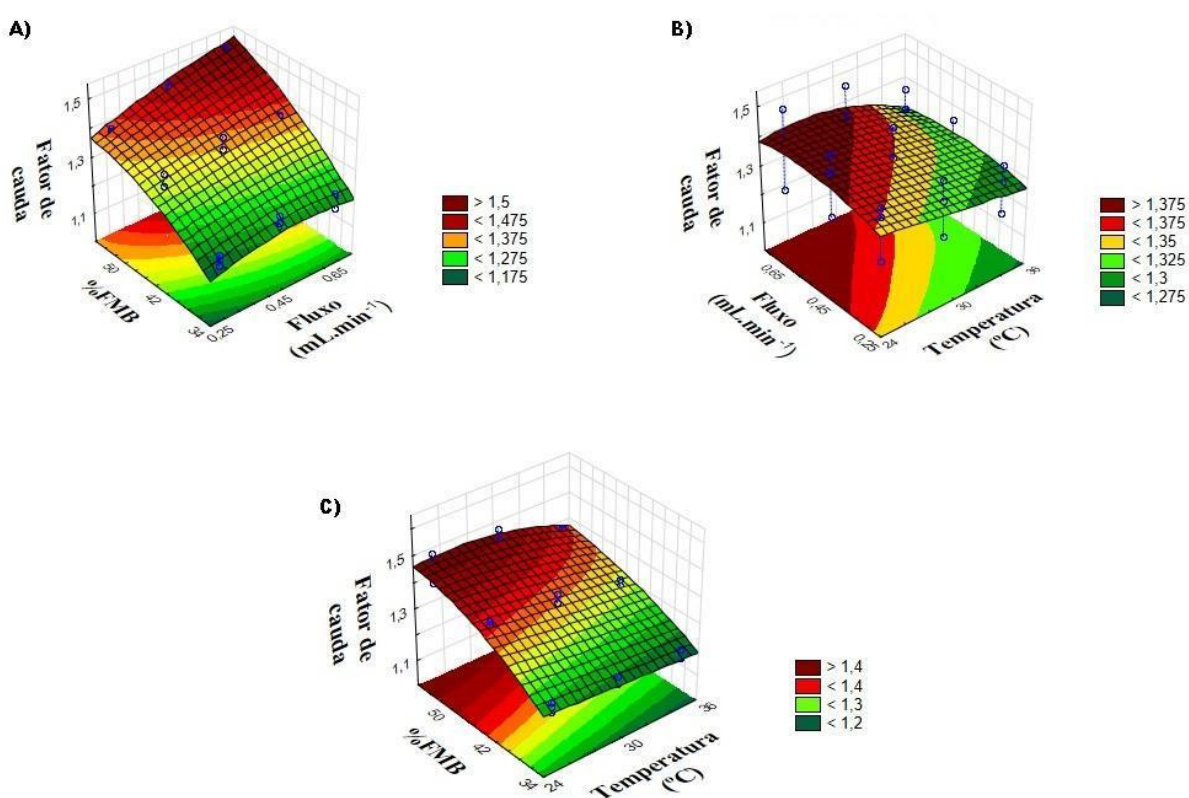 A)
Fator de
cauda
1,5
1,3
1,1
50
42
34
%FMB
0,25
0,45
0,65
Fluxo
(mL.min⁻¹)
> 1,5
< 1,475
< 1,375
< 1,275
< 1,175
B)
Fator de
cauda
1,5
1,3
1,1
0,65
0,45
0,25
Fluxo
(mL.min⁻¹)
24
30
36
Temperatura
(ºC)
> 1,375
< 1,375
< 1,35
< 1,325
< 1,3
< 1,275
C)
Fator de
cauda
1,5
1,3
1,1
50
42
34
%FMB
24
30
36
Temperatura
(ºC)
> 1,4
< 1,4
< 1,3
< 1,2